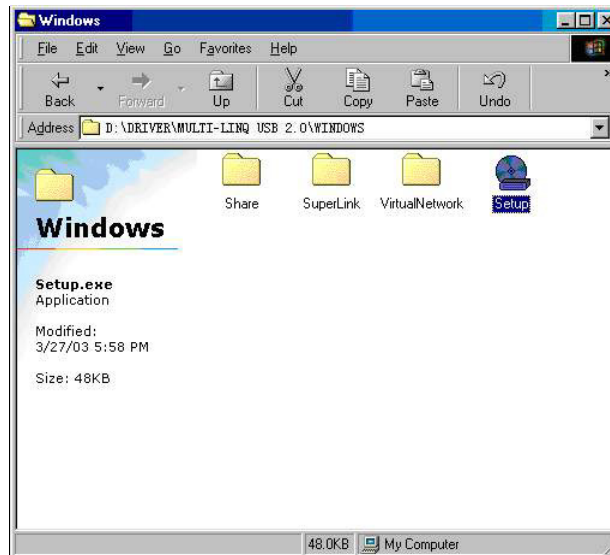 Windows
File Edit View Go Favorites Help
Back Forward Up Cut Copy Paste Undo
Address D:\DRIVER\MULTI-LINQ USB 2.0\WINDOWS
Share SuperLink VirtualNetwork Setup
Windows
Setup.exe
Application
Modified:
3/27/03 5:58 PM
Size: 48KB
48.0KB My Computer